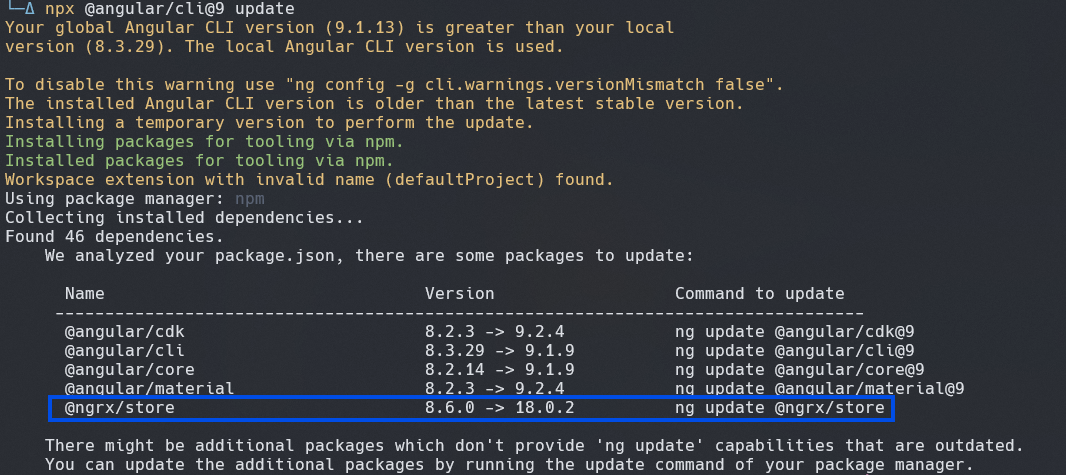 └─Δ npx @angular/cli@9 update
Your global Angular CLI version (9.1.13) is greater than your local
version (8.3.29). The local Angular CLI version is used.
To disable this warning use "ng config -g cli.warnings.versionMismatch false".
The installed Angular CLI version is older than the latest stable version.
Installing a temporary version to perform the update.
Installing packages for tooling via npm.
Installed packages for tooling via npm.
Workspace extension with invalid name (defaultProject) found.
Using package manager: npm
Collecting installed dependencies...
Found 46 dependencies.
We analyzed your package.json, there are some packages to update:
Name Version Command to update
---------------------------------------------------------------------------------
@angular/cdk 8.2.3 -> 9.2.4 ng update @angular/cdk@9
@angular/cli 8.3.29 -> 9.1.9 ng update @angular/cli@9
@angular/core 8.2.14 -> 9.1.9 ng update @angular/core@9
@angular/material 8.2.3 -> 9.2.4 ng update @angular/material@9
@ngrx/store 8.6.0 -> 18.0.2 ng update @ngrx/store
There might be additional packages which don't provide 'ng update' capabilities that are outdated.
You can update the additional packages by running the update command of your package manager.